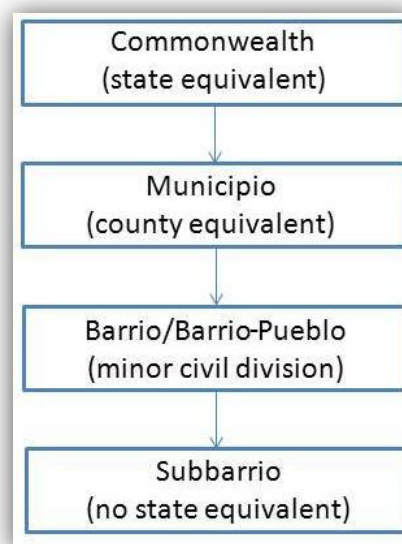 Commonwealth
(state equivalent)
Municipio
(county equivalent)
Barrio/Barrio-Pueblo
(minor civil division)
Subbarrio
(no state equivalent)